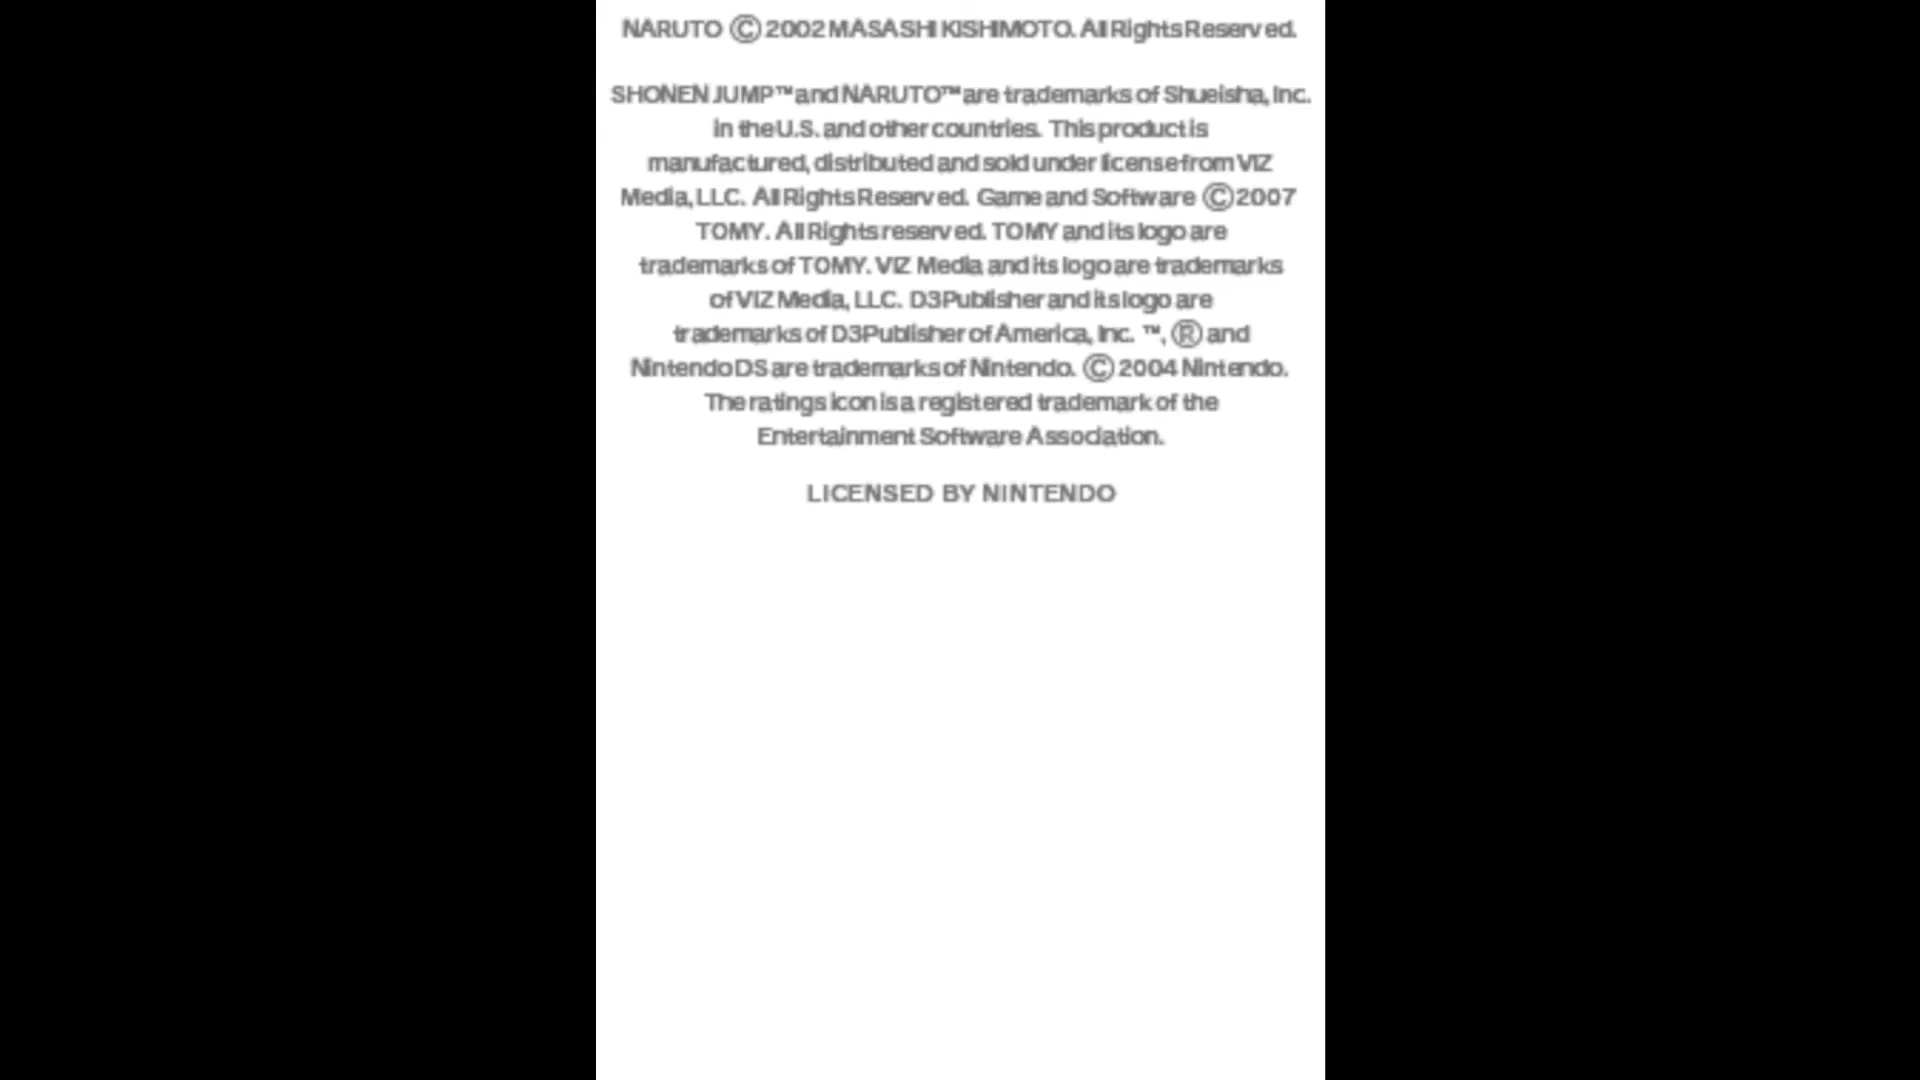 NARUTO © 2002 MASASHI KISHIMOTO. All Rights Reserved.
SHONEN JUMP™ and NARUTO™ are trademarks of Shueisha, Inc.
in the U.S. and other countries. This product is
manufactured, distributed and sold under license from VIZ
Media, LLC. All Rights Reserved. Game and Software © 2007
TOMY. All Rights reserved. TOMY and its logo are
trademarks of TOMY. VIZ Media and its logo are trademarks
of VIZ Media, LLC. D3Publisher and its logo are
trademarks of D3Publisher of America, Inc. ™, ® and
Nintendo DS are trademarks of Nintendo. © 2004 Nintendo.
The ratings icon is a registered trademark of the
Entertainment Software Association.
LICENSED BY NINTENDO